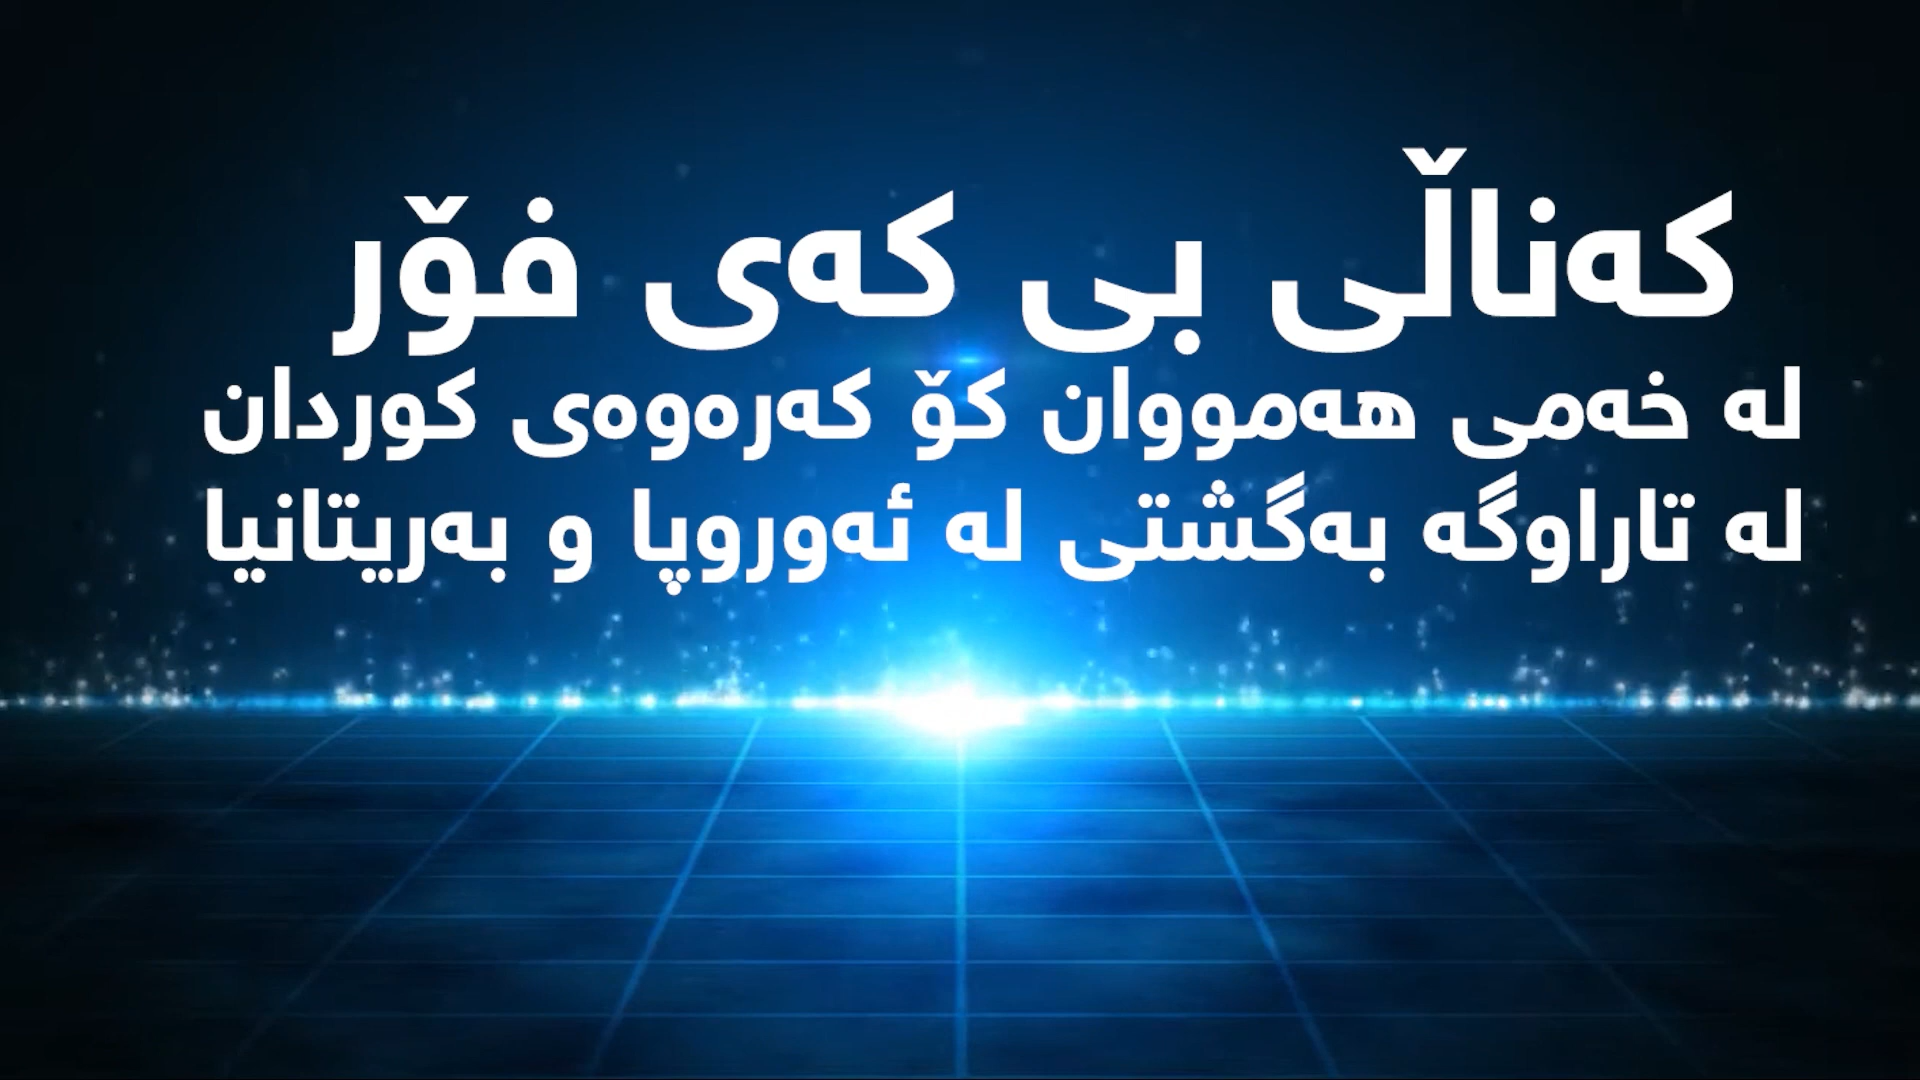 کەناڵی بی کەی فۆر
لە خەمی هەمووان کۆ کەرەوەی کوردان
لە تاراوگە بەگشتی لە ئەوروپا و بەریتانیا